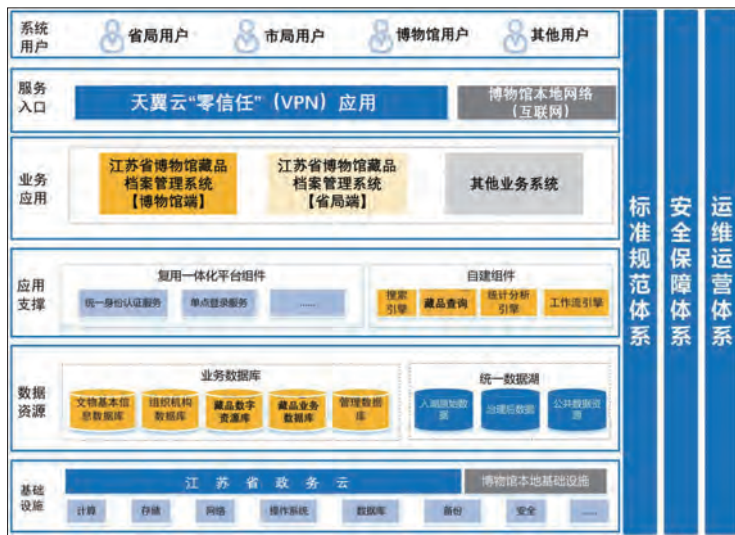 系统
用户
省局用户
市局用户
博物馆用户
其他用户
服务
入口
天翼云“零信任”（VPN）应用
博物馆本地网络
（互联网）
业务
应用
江苏省博物馆藏品
档案管理系统
【博物馆端】
江苏省博物馆藏品
档案管理系统
【省局端】
其他业务系统
应用
支撑
复用一体化平台组件
统一身份认证服务
单点登录服务
……
自建组件
搜索
引擎
藏品查询
统计分析
引擎
工作流引擎
数据
资源
业务数据库
文物基本信
息数据库
组织机构
数据库
藏品数字
资源库
藏品业务
数据库
管理数据
库
统一数据湖
入湖原始数
据
治理后数据
公共数据资
源
基础
设施
江苏省政务云
博物馆本地基础设施
计算
存储
网络
操作系统
数据库
备份
安全
……
标准规范体系
安全保障体系
运维运营体系